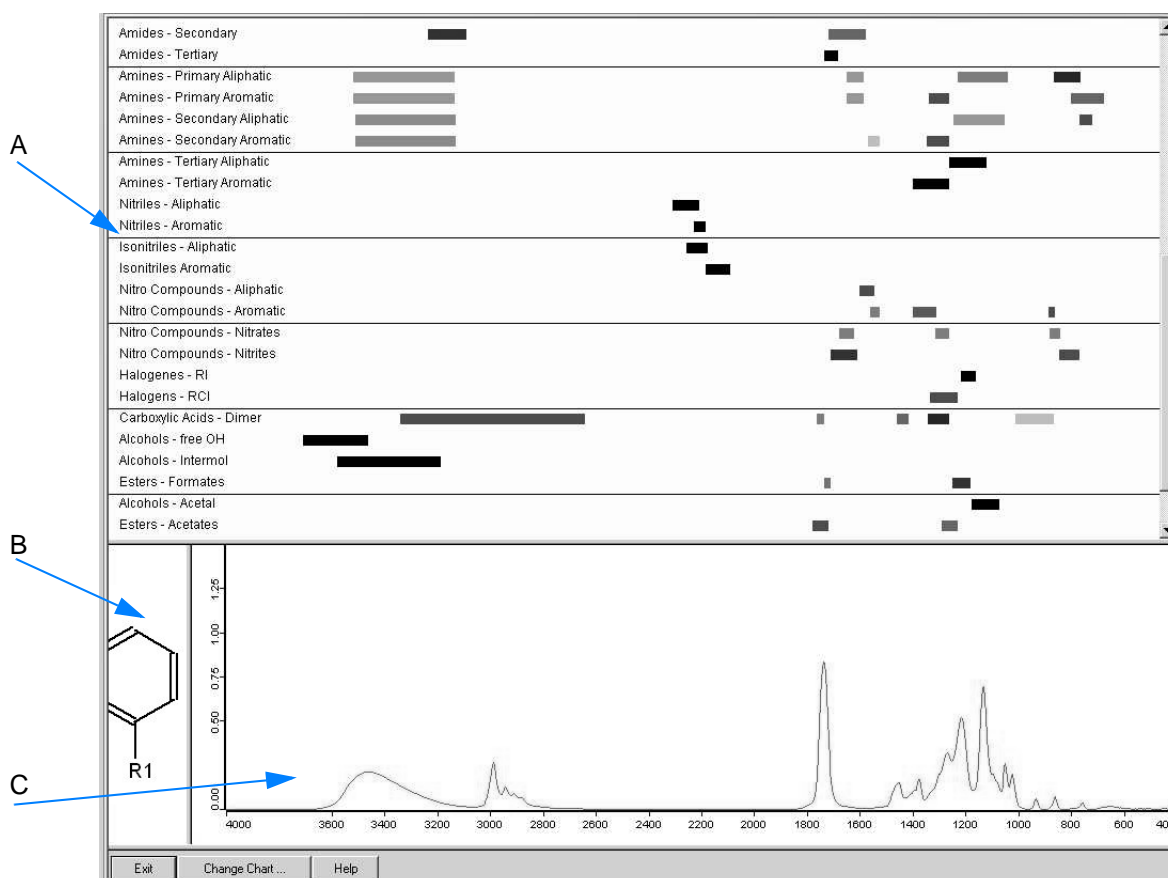 Amides - Secondary
Amides - Tertiary
Amines - Primary Aliphatic
Amines - Primary Aromatic
Amines - Secondary Aliphatic
A
Amines - Secondary Aromatic
Amines - Tertiary Aliphatic
Amines - Tertiary Aromatic
Nitriles - Aliphatic
Nitriles - Aromatic
Isonitriles - Aliphatic
Isonitriles Aromatic
Nitro Compounds - Aliphatic
Nitro Compounds - Aromatic
Nitro Compounds - Nitrates
Nitro Compounds - Nitrites
Halogenes - RI
Halogens - RCI
Carboxylic Acids - Dimer
Alcohols - free OH
Alcohols - Intermol
Esters - Formates
Alcohols - Acetal
Esters - Acetates
B
1.25
1.00
0.75
0.50
0.00
R1
C
4000 3600 3200 3000 2800 2600 2400 2200 2000 1800 1600 1400 1200 1000 800 600 40
Exit Change Chart ... Help